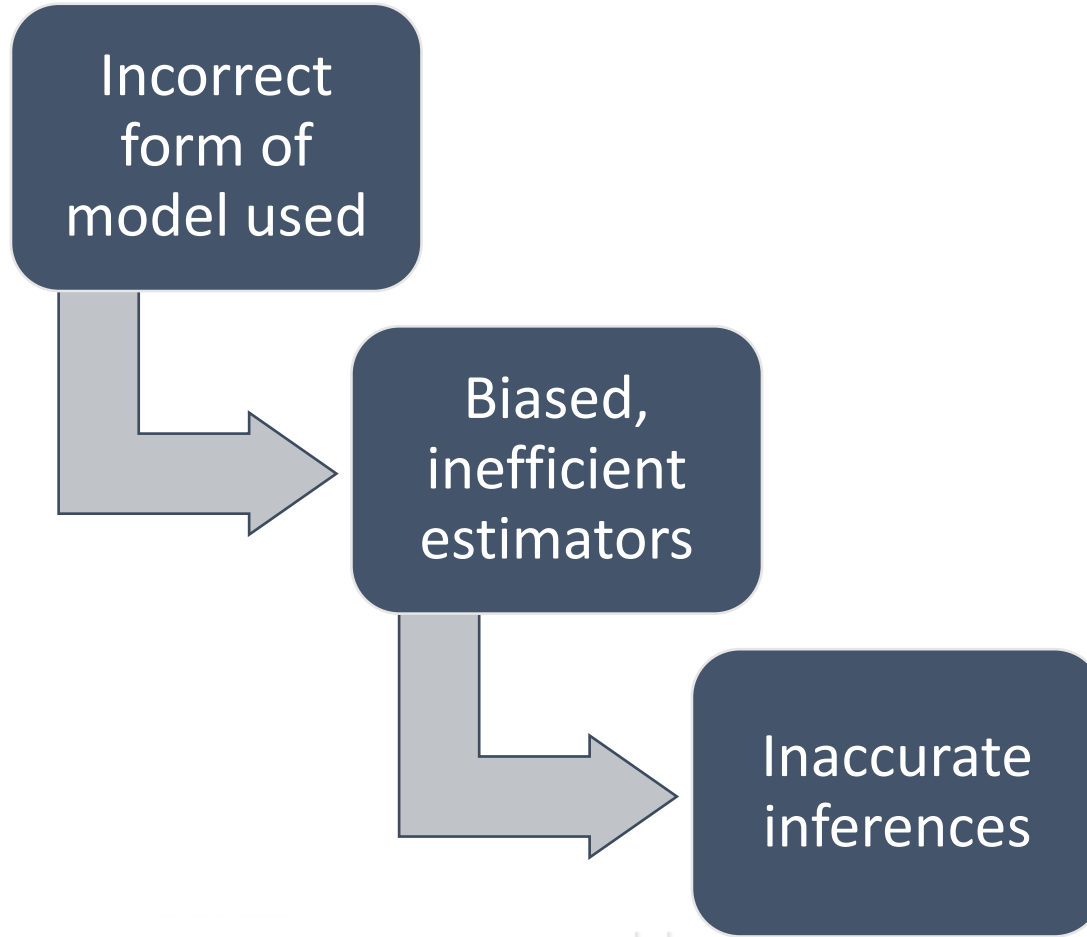 Incorrect
form of
model used
Biased,
inefficient
estimators
Inaccurate
inferences